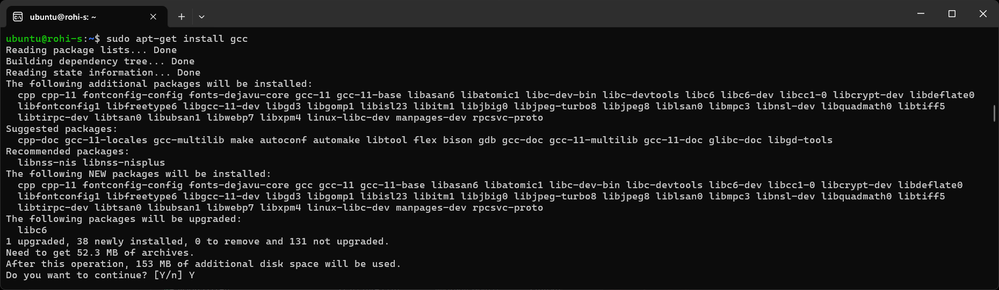 ubuntu@rohi-s: ~
ubuntu@rohi-s:~$ sudo apt-get install gcc
Reading package lists... Done
Building dependency tree... Done
Reading state information... Done
The following additional packages will be installed:
cpp cpp-11 fontconfig-config fonts-dejavu-core gcc-11 gcc-11-base libasan6 libatomic1 libc-dev-bin libc-devtools libc6 libc6-dev libcc1-0 libcrypt-dev libdeflate0
libfontconfig1 libfreetype6 libgcc-11-dev libgd3 libgomp1 libisl23 libitm1 libjbig0 libjpeg-turbo8 libjpeg8 liblsan0 libmpc3 libnsl-dev libquadmath0 libtiff5
libtirpc-dev libtsan0 libubsan1 libwebp7 libxpm4 linux-libc-dev manpages-dev rpcsvc-proto
Suggested packages:
cpp-doc gcc-11-locales gcc-multilib make autoconf automake libtool flex bison gdb gcc-doc gcc-11-multilib gcc-11-doc glibc-doc libgd-tools
Recommended packages:
libnss-nis libnss-nisplus
The following NEW packages will be installed:
cpp cpp-11 fontconfig-config fonts-dejavu-core gcc gcc-11 gcc-11-base libasan6 libatomic1 libc-dev-bin libc-devtools libc6-dev libcc1-0 libcrypt-dev libdeflate0
libfontconfig1 libfreetype6 libgcc-11-dev libgd3 libgomp1 libisl23 libitm1 libjbig0 libjpeg-turbo8 libjpeg8 liblsan0 libmpc3 libnsl-dev libquadmath0 libtiff5
libtirpc-dev libtsan0 libubsan1 libwebp7 libxpm4 linux-libc-dev manpages-dev rpcsvc-proto
The following packages will be upgraded:
libc6
1 upgraded, 38 newly installed, 0 to remove and 131 not upgraded.
Need to get 52.3 MB of archives.
After this operation, 153 MB of additional disk space will be used.
Do you want to continue? [Y/n] Y